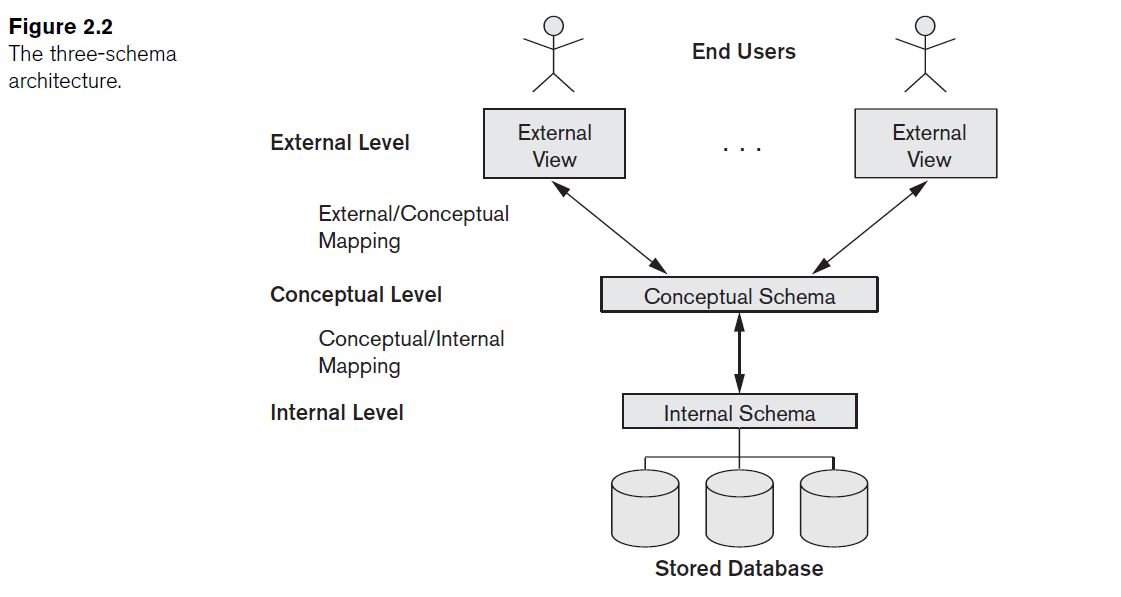 Figure 2.2
The three-schema
architecture.
End Users
External Level
External
View
. . .
External
View
External/Conceptual
Mapping
Conceptual Level
Conceptual Schema
Conceptual/Internal
Mapping
Internal Level
Internal Schema
Stored Database